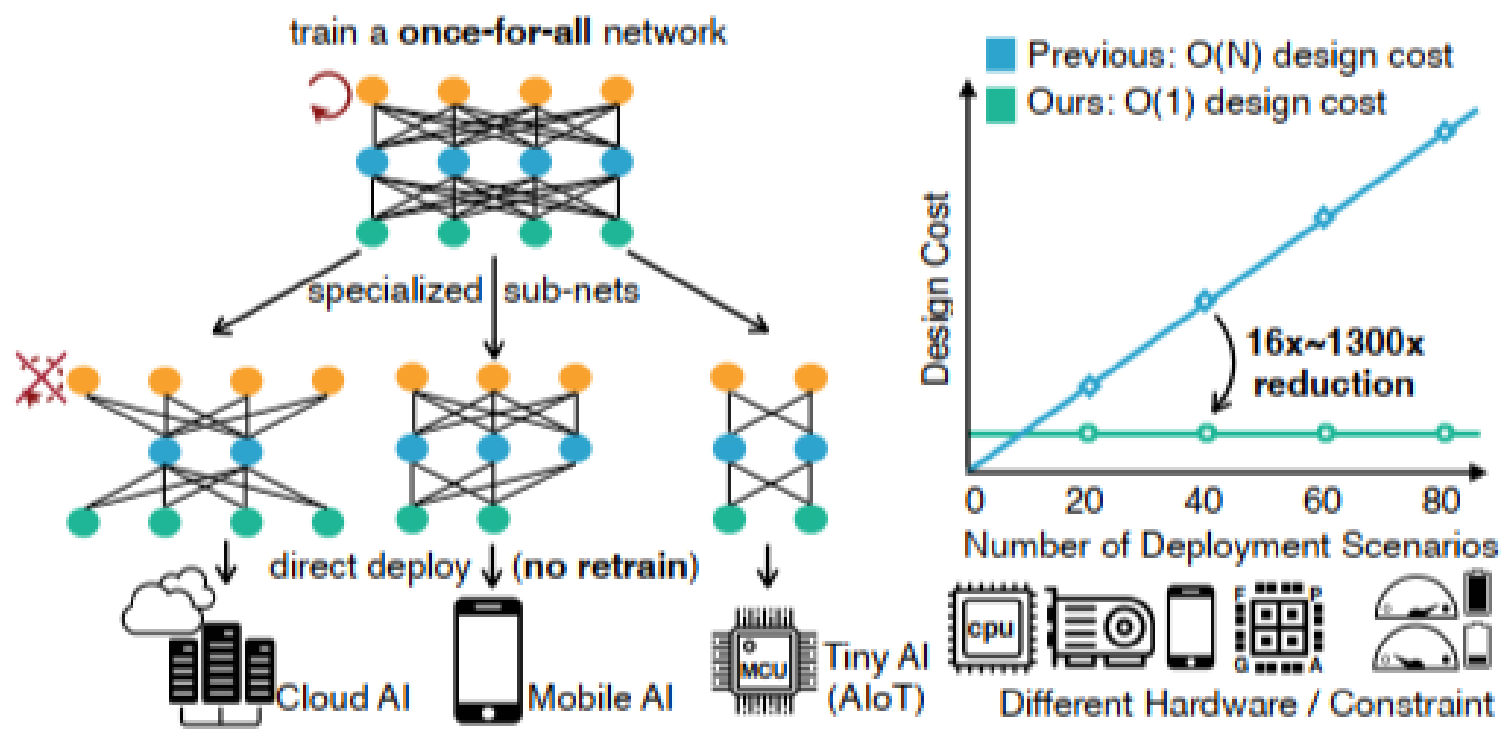 train a once-for-all network
specialized sub-nets
direct deploy (no retrain)
Cloud AI
Mobile AI
MCU
Tiny AI
(AIoT)
Previous: O(N) design cost
Ours: O(1) design cost
Design Cost
16x~1300x
reduction
0 20 40 60 80
Number of Deployment Scenarios
cpu
F P
G A
Different Hardware / Constraint